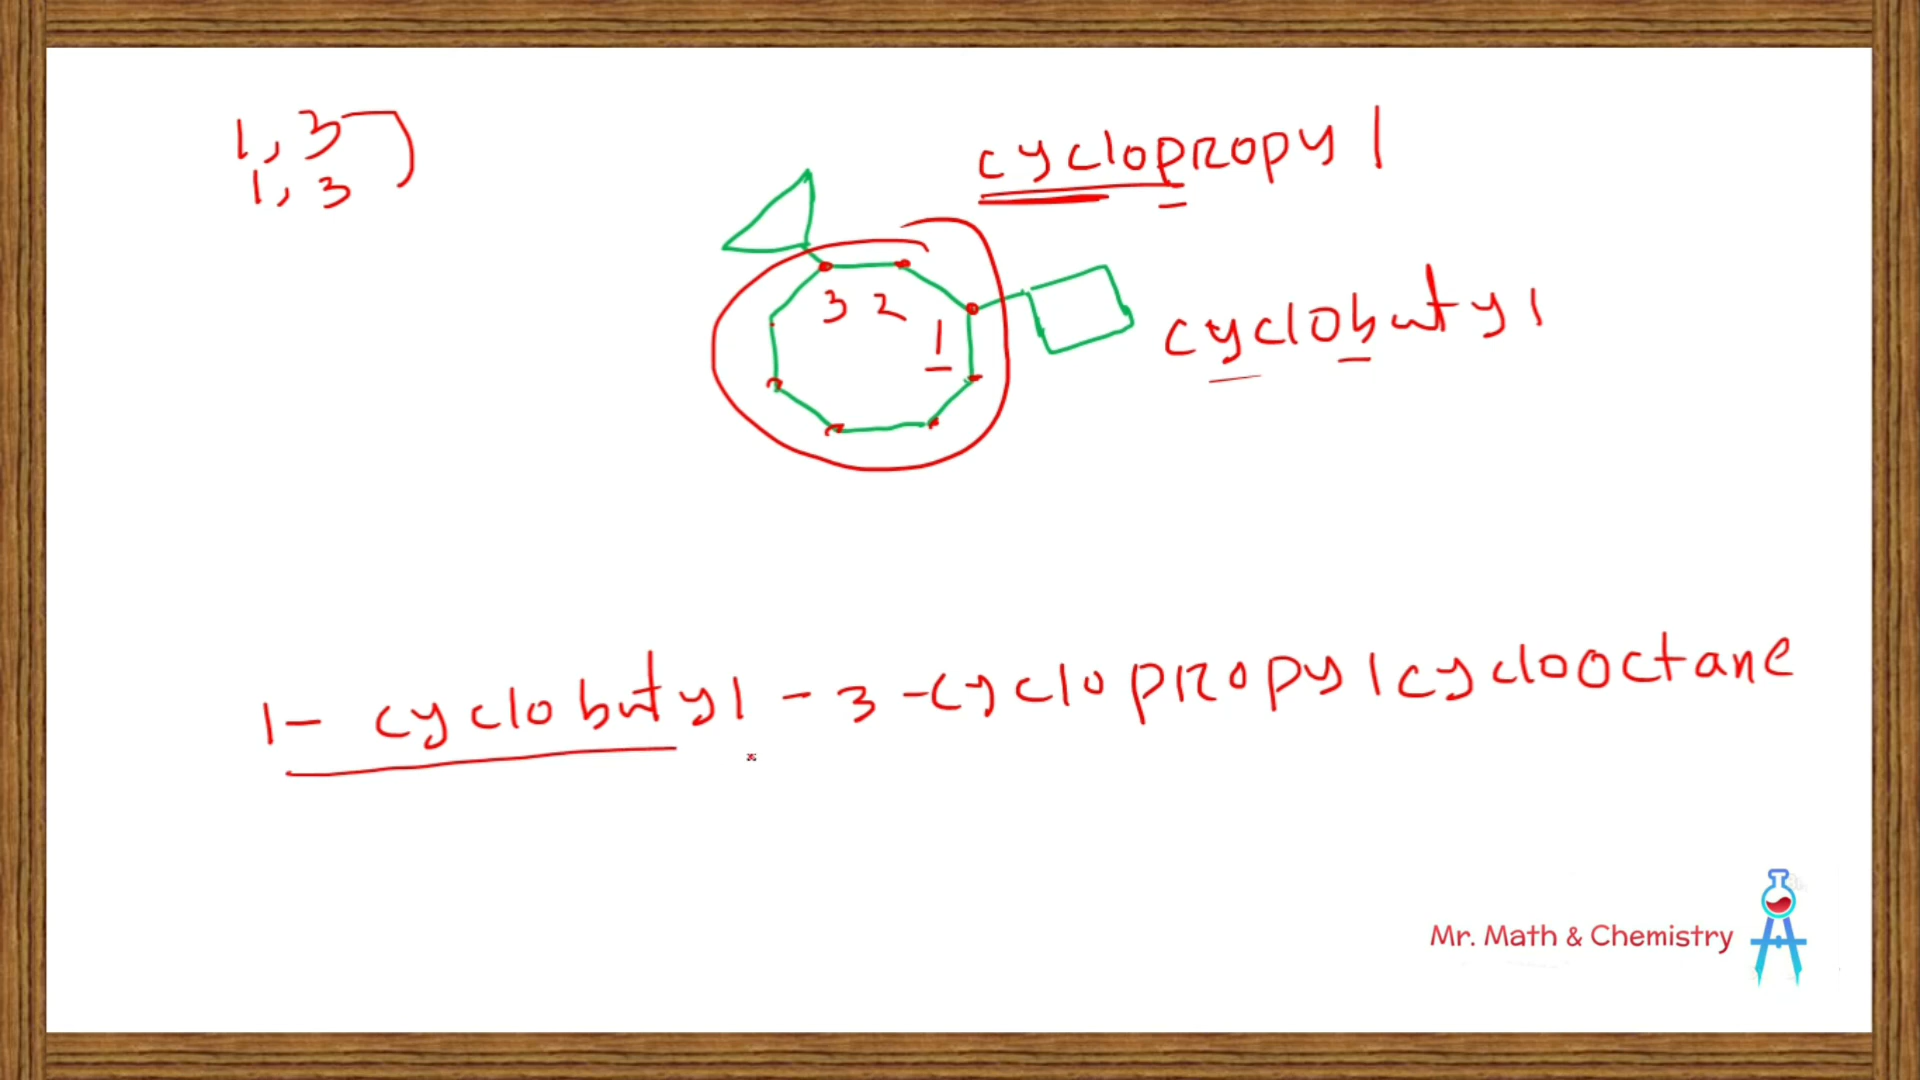 1, 3
1, 3
cyclopropyl
3 2
1
cyclobutyl
1- cyclobutyl - 3 -cyclopropylcyclooctane
Mr. Math & Chemistry